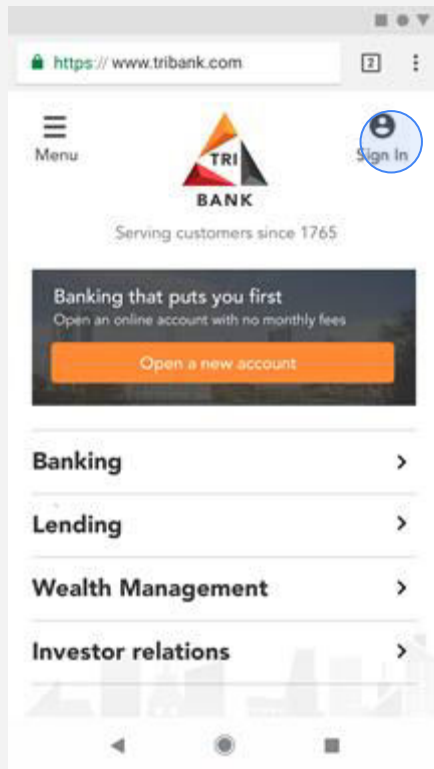 https://www.tribank.com
2
Menu
TRI
BANK
Sign In
Serving customers since 1765
Banking that puts you first
Open an online account with no monthly fees
Open a new account
Banking
Lending
Wealth Management
Investor relations